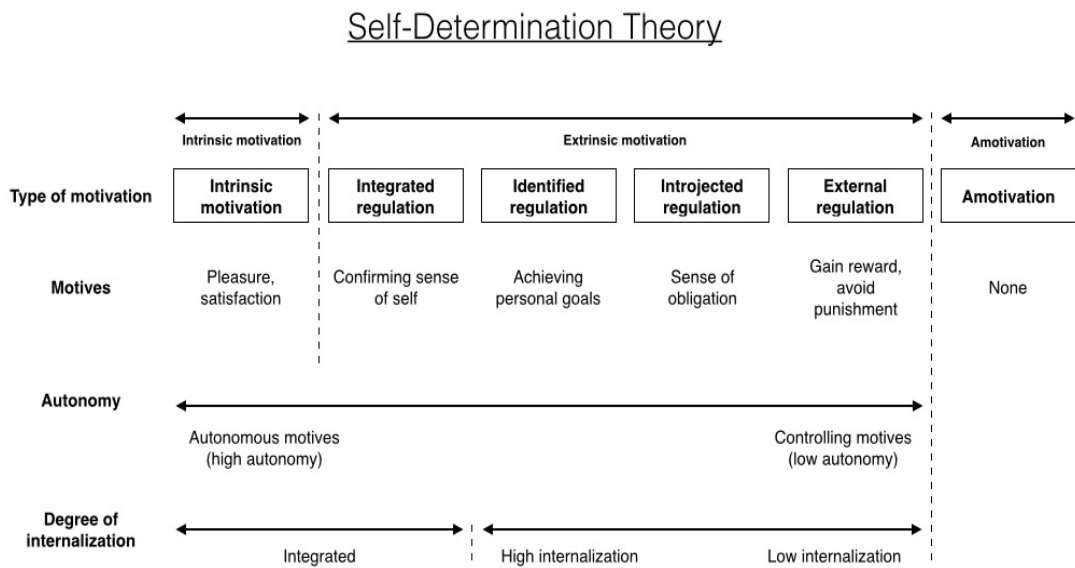 Self-Determination Theory
Intrinsic motivation
Extrinsic motivation
Amotivation
Type of motivation
Intrinsic
motivation
Integrated
regulation
Identified
regulation
Introjected
regulation
External
regulation
Amotivation
Motives
Pleasure,
satisfaction
Confirming sense
of self
Achieving
personal goals
Sense of
obligation
Gain reward,
avoid
punishment
None
Autonomy
Autonomous motives
(high autonomy)
Controlling motives
(low autonomy)
Degree of
internalization
Integrated
High internalization
Low internalization